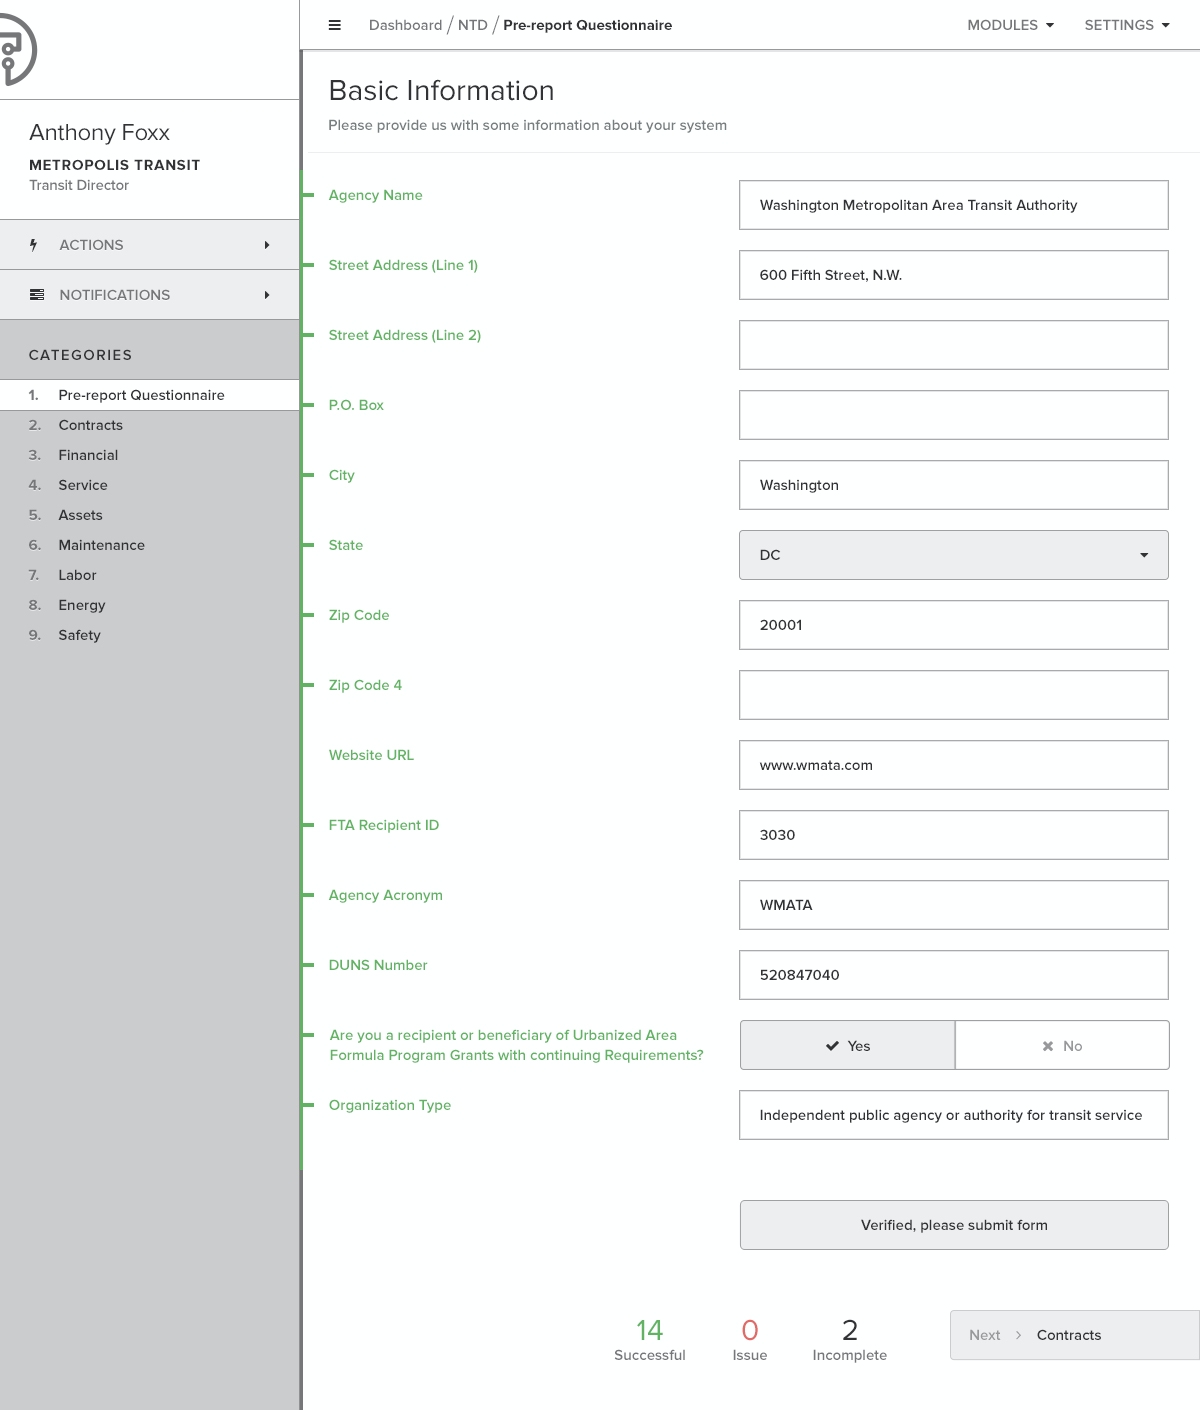 Dashboard / NTD / Pre-report Questionnaire
MODULES
SETTINGS
Anthony Foxx
METROPOLIS TRANSIT
Transit Director
ACTIONS
NOTIFICATIONS
CATEGORIES
1. Pre-report Questionnaire
2. Contracts
3. Financial
4. Service
5. Assets
6. Maintenance
7. Labor
8. Energy
9. Safety
Basic Information
Please provide us with some information about your system
Agency Name
Washington Metropolitan Area Transit Authority
Street Address (Line 1)
600 Fifth Street, N.W.
Street Address (Line 2)
P.O. Box
City
Washington
State
DC
Zip Code
20001
Zip Code 4
Website URL
www.wmata.com
FTA Recipient ID
3030
Agency Acronym
WMATA
DUNS Number
520847040
Are you a recipient or beneficiary of Urbanized Area
Formula Program Grants with continuing Requirements?
Yes
No
Organization Type
Independent public agency or authority for transit service
Verified, please submit form
14
Successful
0
Issue
2
Incomplete
Next > Contracts